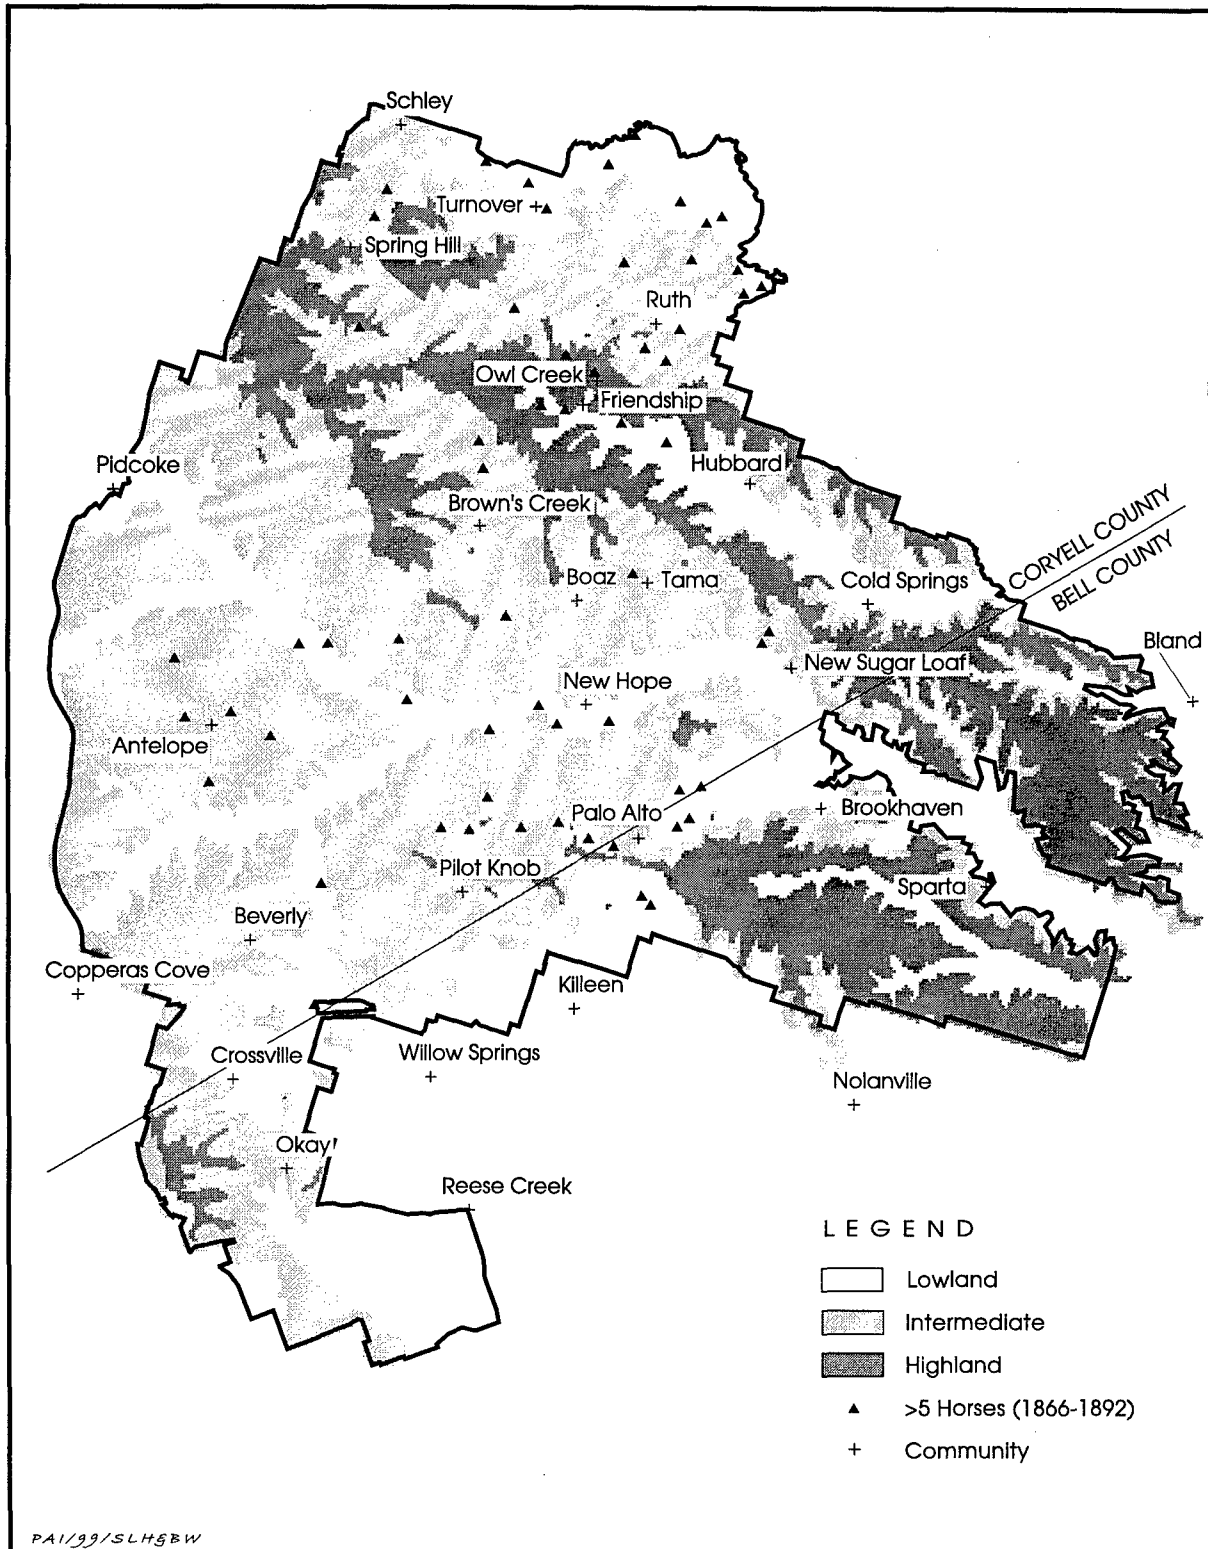 Schley
Turnover
Spring Hill
Ruth
Owl Creek
Friendship
Pidcoke
Hubbard
Brown's Creek
CORYELL COUNTY
BELL COUNTY
Boaz
Tama
Cold Springs
Bland
New Sugar Loaf
New Hope
Antelope
Palo Alto
Brookhaven
Pilot Knob
Sparta
Beverly
Copperas Cove
Killeen
Crossville
Willow Springs
Nolanville
Okay
Reese Creek
LEGEND
Lowland
Intermediate
Highland
>5 Horses (1866-1892)
Community
PAI/99/SLH&BW